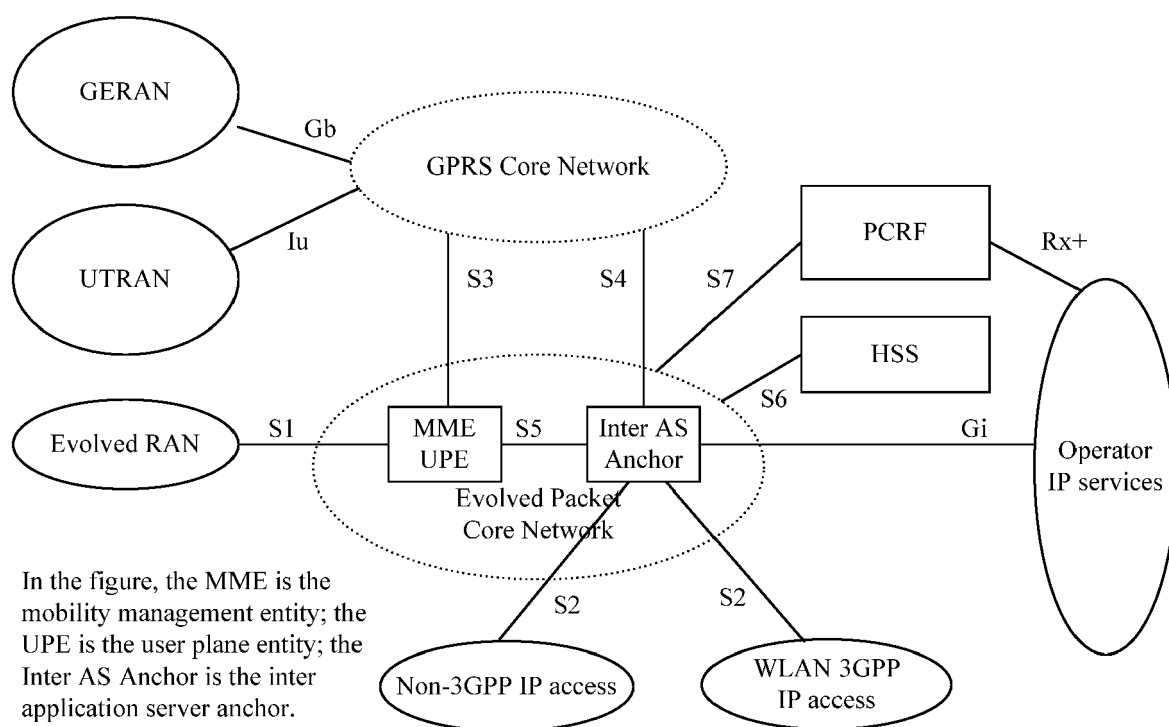 GERAN
Gb
GPRS Core Network
UTRAN
Iu
S3
S4
S7
PCRF
Rx+
HSS
S6
Evolved RAN
S1
MME
UPE
S5
Inter AS
Anchor
Gi
Operator
IP services
Evolved Packet
Core Network
S2
S2
Non-3GPP IP access
WLAN 3GPP
IP access
In the figure, the MME is the
mobility management entity; the
UPE is the user plane entity; the
Inter AS Anchor is the inter
application server anchor.